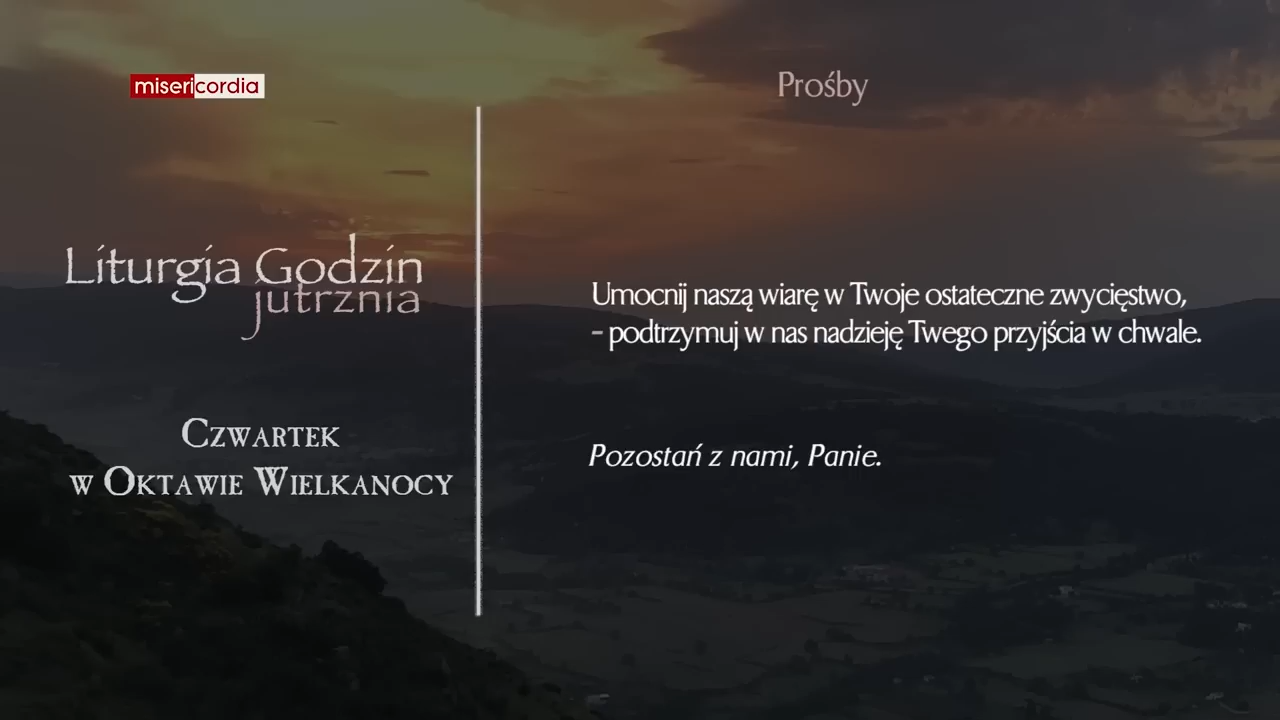 misericordia
Liturgia Godzin
jutrznia
Czwartek
w Oktawie Wielkanocy
Prośby
Umocnij naszą wiarę w Twoje ostateczne zwycięstwo,
- podtrzymuj w nas nadzieję Twego przyjścia w chwale.
Pozostań z nami, Panie.